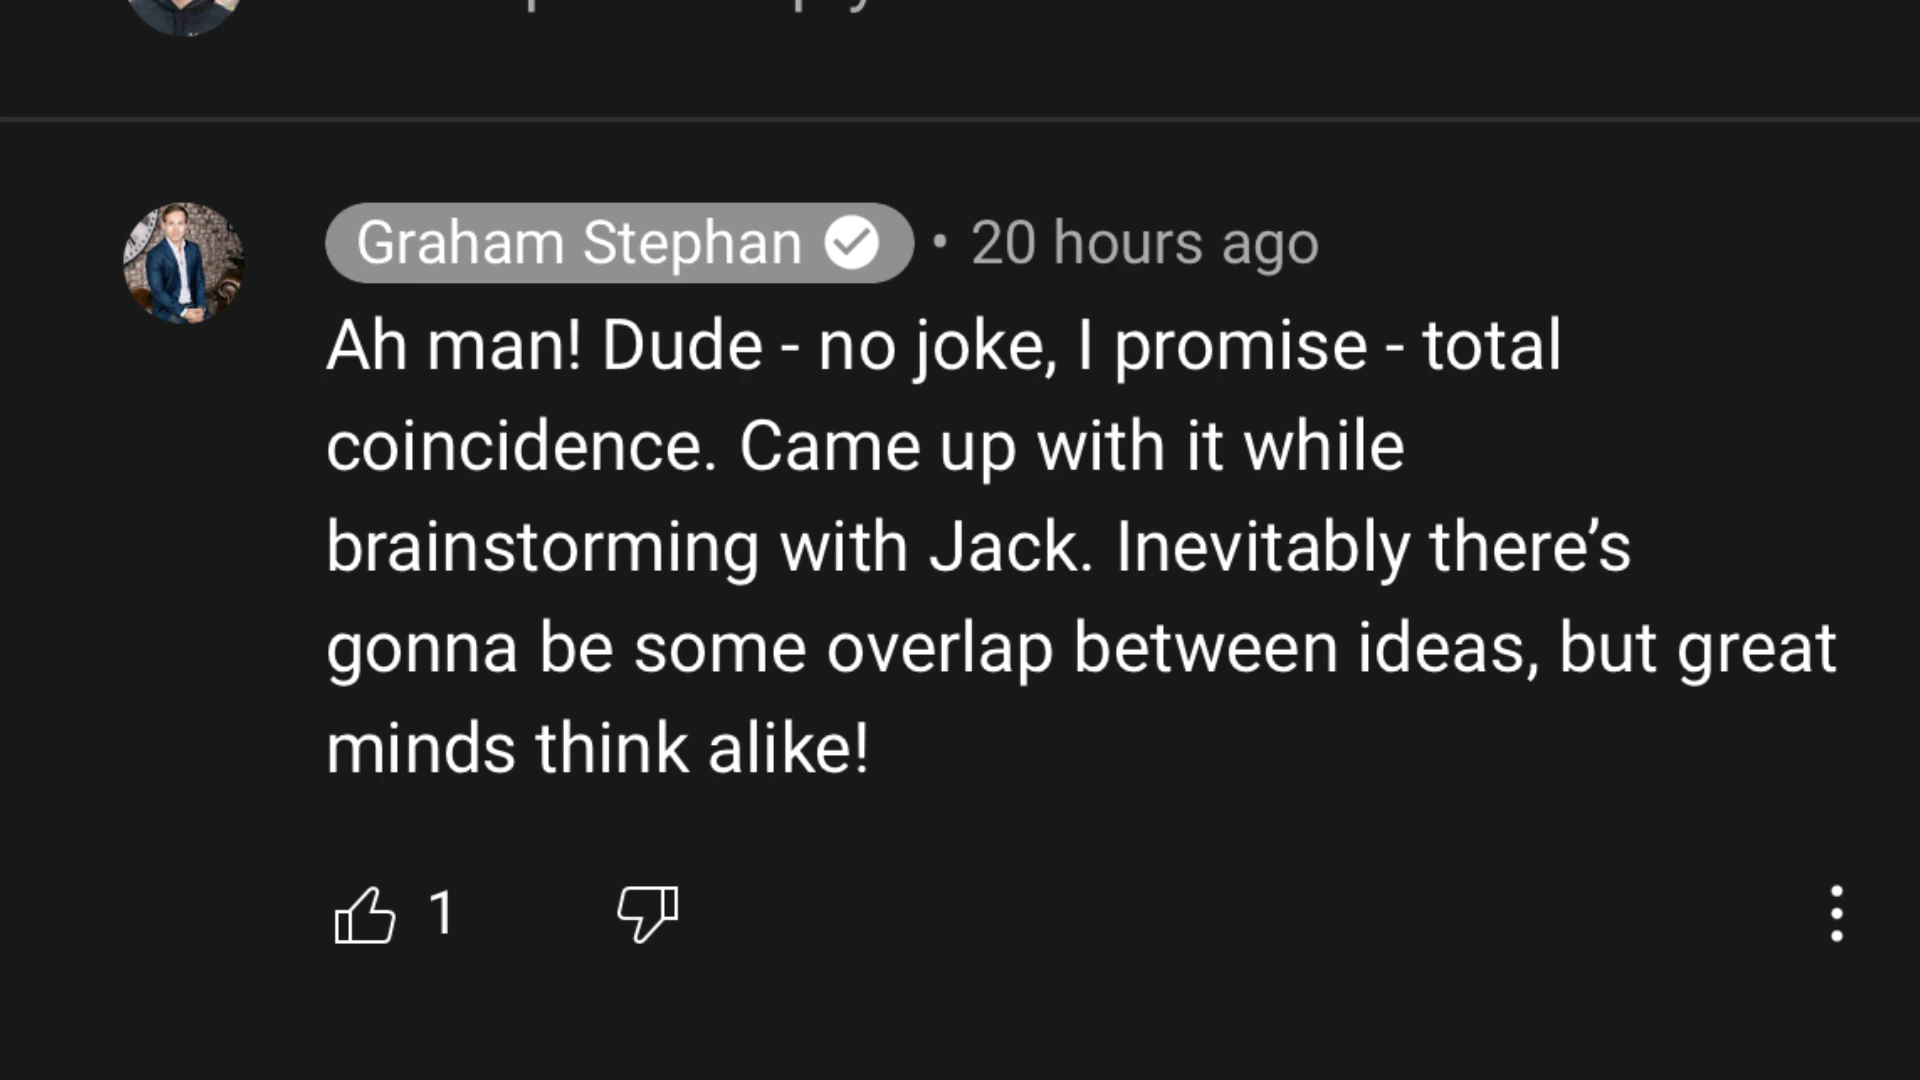 Graham Stephan • 20 hours ago
Ah man! Dude - no joke, I promise - total
coincidence. Came up with it while
brainstorming with Jack. Inevitably there’s
gonna be some overlap between ideas, but great
minds think alike!
1